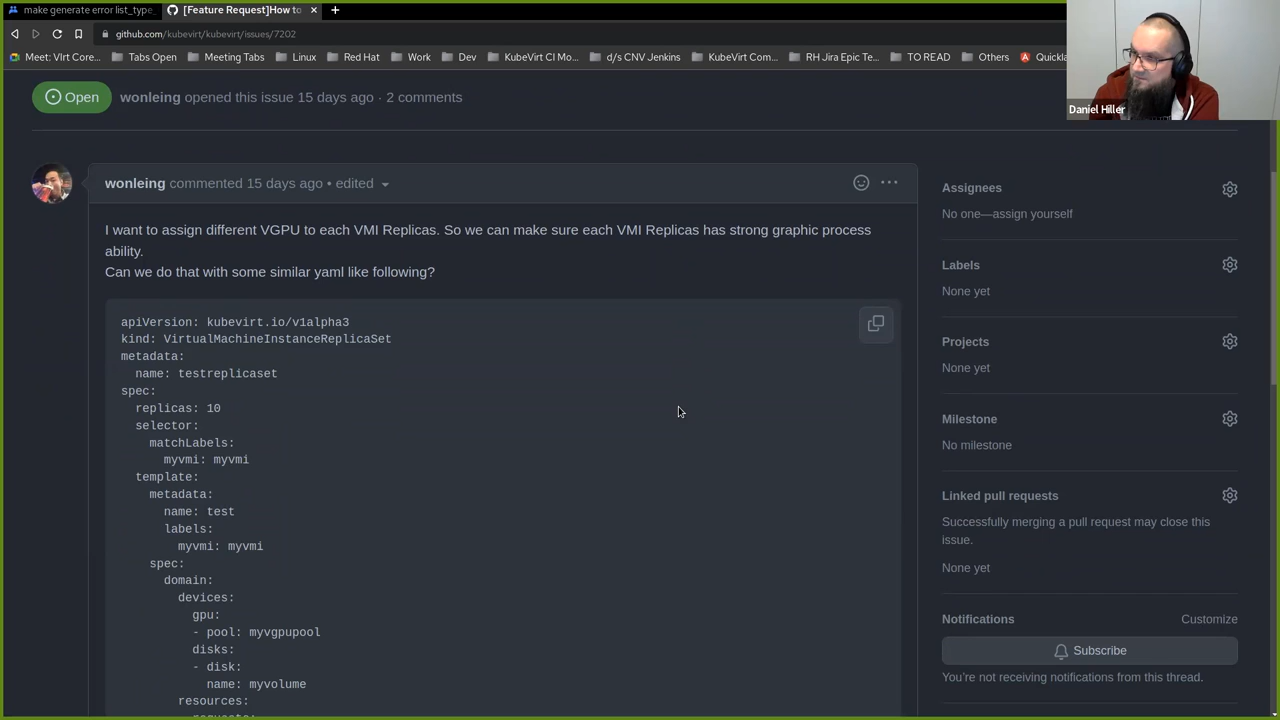 make generate error list_type_
[Feature Request]How to
github.com/kubevirt/kubevirt/issues/7202
Meet: VIrt Core... Tabs Open Meeting Tabs Linux Red Hat Work Dev KubeVirt CI Mo... d/s CNV Jenkins KubeVirt Com... RH Jira Epic Te... TO READ Others Quickla
Daniel Hiller
Open wonleing opened this issue 15 days ago · 2 comments
wonleing commented 15 days ago • edited
I want to assign different VGPU to each VMI Replicas. So we can make sure each VMI Replicas has strong graphic process
ability.
Can we do that with some similar yaml like following?
apiVersion: kubevirt.io/v1alpha3
kind: VirtualMachineInstanceReplicaSet
metadata:
  name: testreplicaset
spec:
  replicas: 10
  selector:
    matchLabels:
      myvmi: myvmi
  template:
    metadata:
      name: test
      labels:
        myvmi: myvmi
    spec:
      domain:
        devices:
          gpu:
          - pool: myvgpupool
          disks:
          - disk:
            name: myvolume
        resources:
          requests:
Assignees
No one—assign yourself
Labels
None yet
Projects
None yet
Milestone
No milestone
Linked pull requests
Successfully merging a pull request may close this
issue.
None yet
Notifications Customize
Subscribe
You're not receiving notifications from this thread.